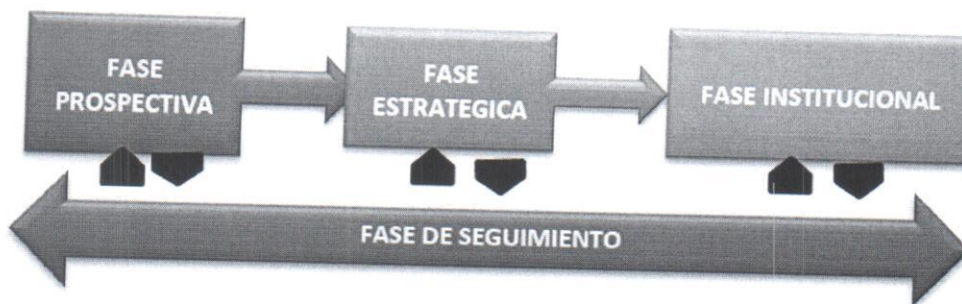 FASE
PROSPECTIVA
FASE
ESTRATEGICA
FASE INSTITUCIONAL
FASE DE SEGUIMIENTO